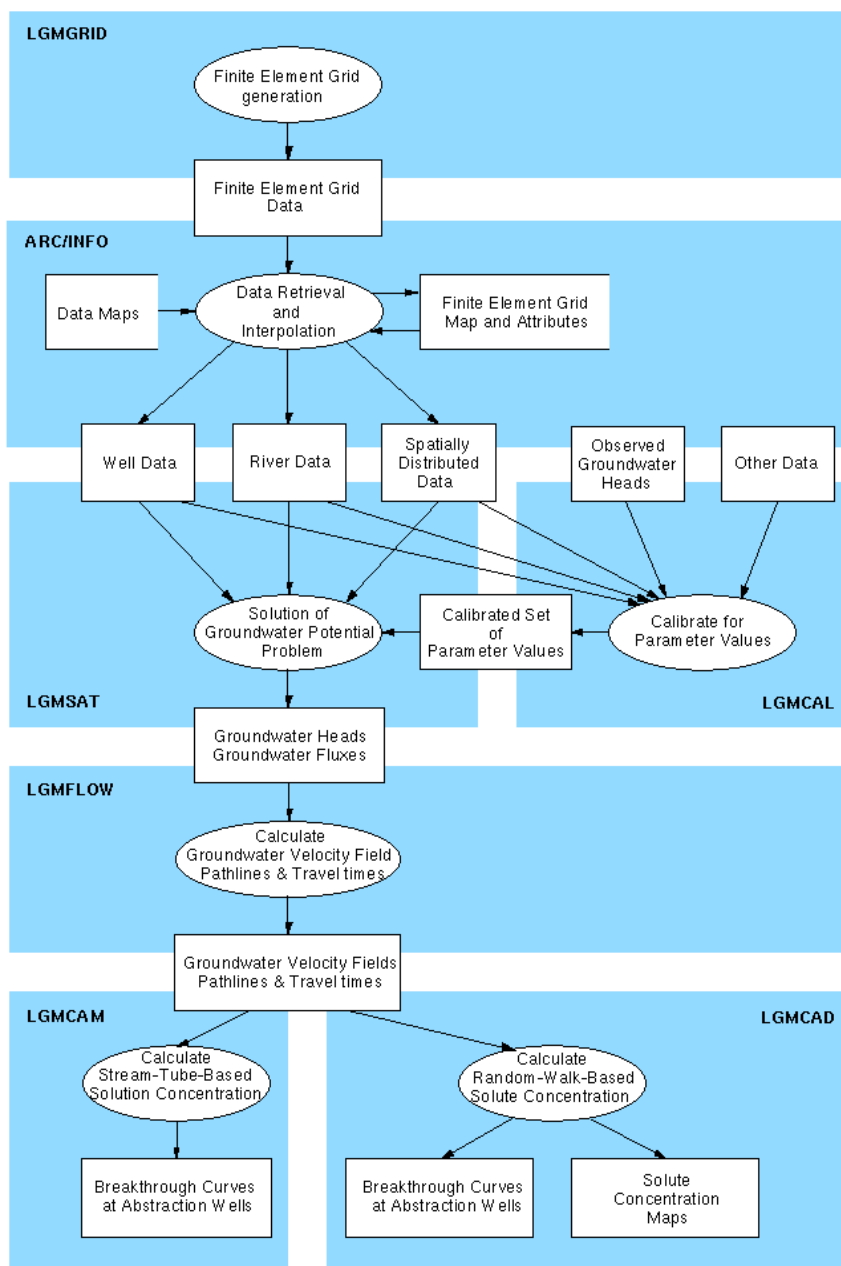 LGMGRID
Finite Element Grid
generation
Finite Element Grid
Data
ARC/INFO
Data Maps
Data Retrieval
and
Interpolation
Finite Element Grid
Map and Attributes
Well Data
River Data
Spatially
Distributed
Data
Observed
Groundwater
Heads
Other Data
Solution of
Groundwater Potential
Problem
Calibrated Set
of
Parameter Values
Calibrate for
Parameter Values
LGMSAT
LGMCAL
Groundwater Heads
Groundwater Fluxes
LGMFLOW
Calculate
Groundwater Velocity Field
Pathlines & Travel times
Groundwater Velocity Fields
Pathlines & Travel times
LGMCAM
LGMCAD
Calculate
Stream-Tube-Based
Solution Concentration
Calculate
Random-Walk-Based
Solute Concentration
Breakthrough Curves
at Abstraction Wells
Breakthrough Curves
at Abstraction Wells
Solute
Concentration
Maps